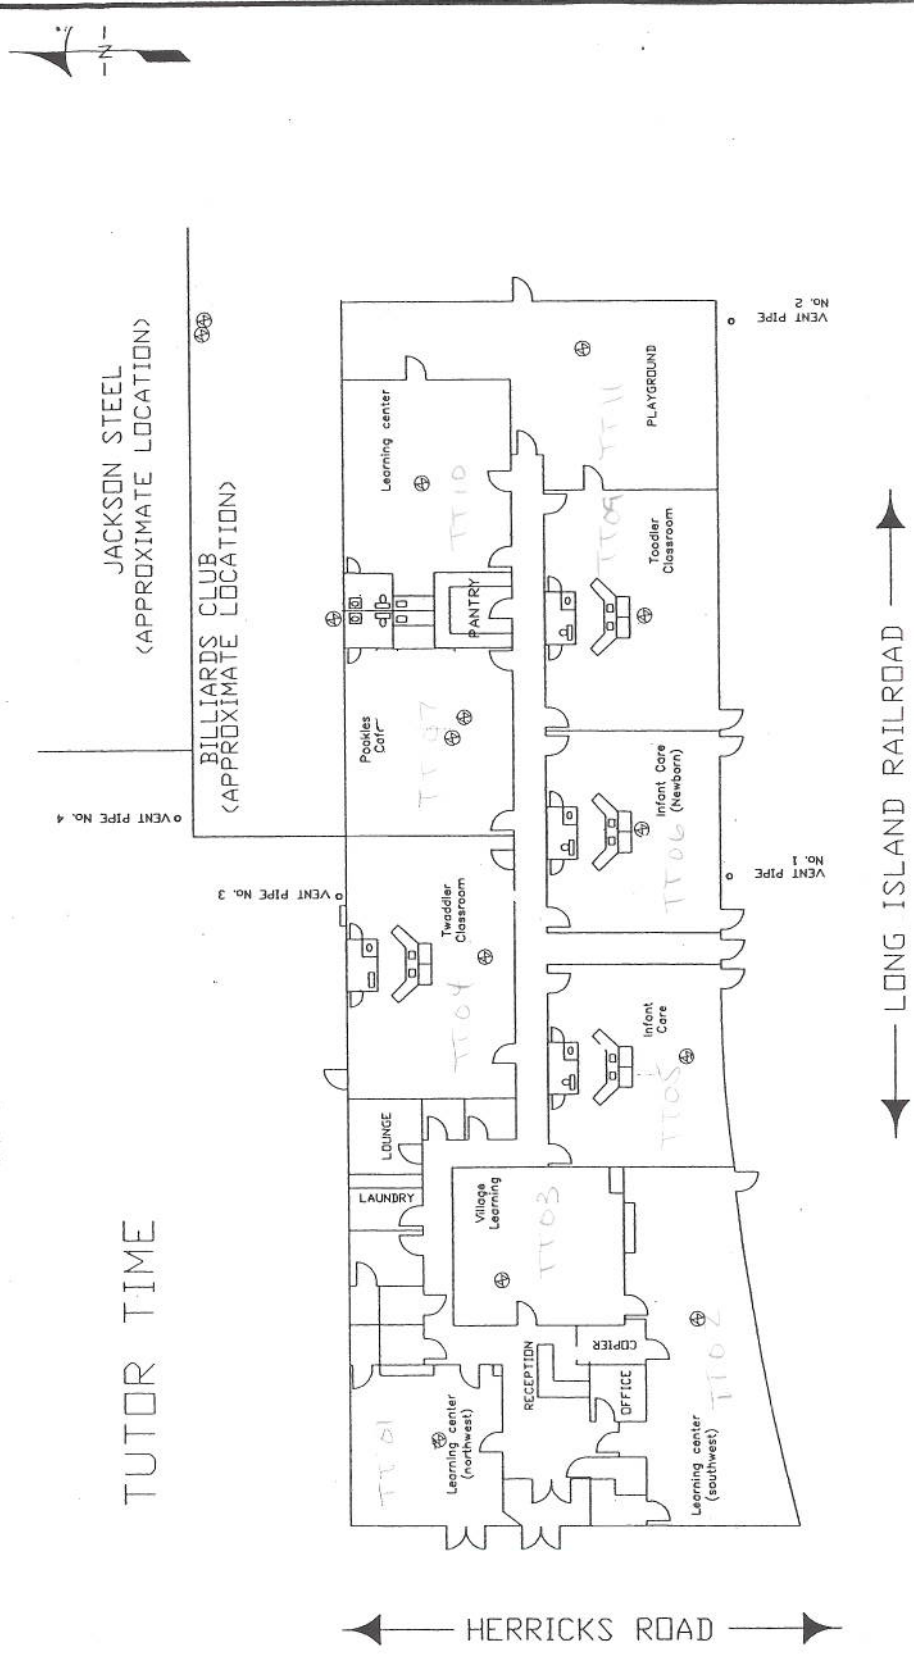 N
JACKSON STEEL
(APPROXIMATE LOCATION)
BILLIARDS CLUB
(APPROXIMATE LOCATION)
VENT PIPE No. 4
VENT PIPE No. 3
VENT PIPE
No. 2
VENT PIPE
No. 1
Learning center
TT10
PLAYGROUND
TT11
PANTRY
Toodler
Classroom
TT09
Pookles
Cafe
TT07
Infant Care
(Newborn)
TT06
Twaddler
Classroom
TT04
Infant
Care
TT05
LOUNGE
LAUNDRY
Village
Learning
TT03
RECEPTION
COPIER
OFFICE
Learning center
(northwest)
TT01
Learning center
(southwest)
TT02
TUTOR TIME
LONG ISLAND RAILROAD
HERRICKS ROAD